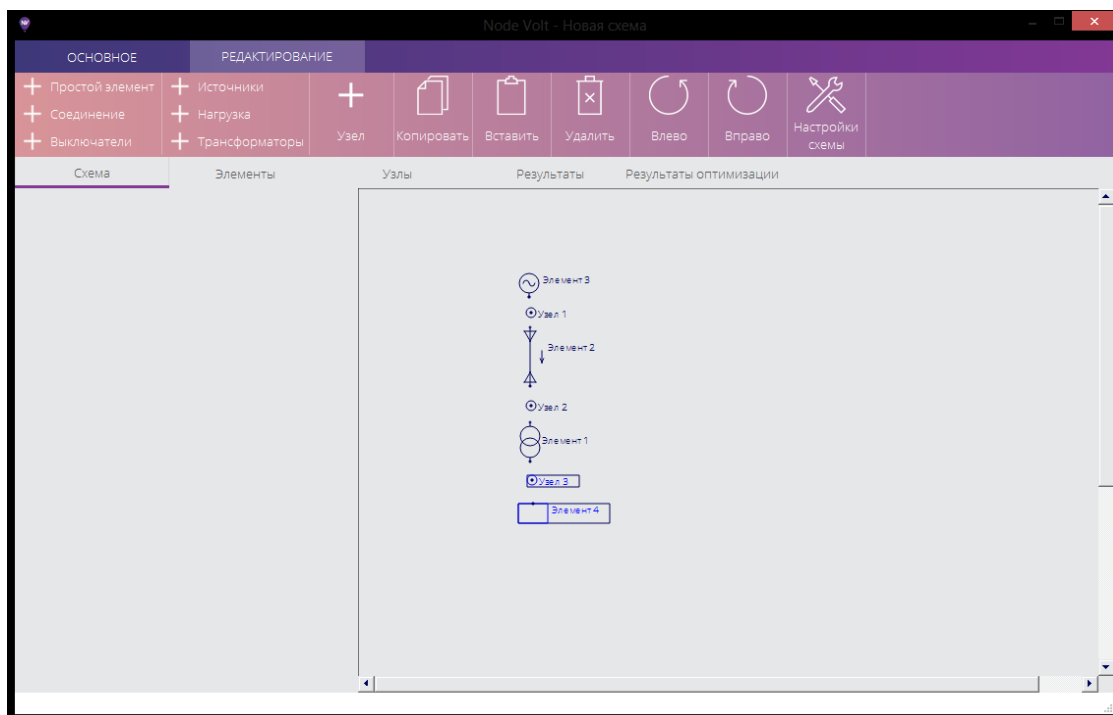 Node Volt - Новая схема
ОСНОВНОЕ РЕДАКТИРОВАНИЕ
Простой элемент Источники
Соединение Нагрузка
Выключатели Трансформаторы
Узел Копировать Вставить Удалить Влево Вправо Настройки схемы
Схема Элементы Узлы Результаты Результаты оптимизации
Элемент 3
Узел 1
Элемент 2
Узел 2
Элемент 1
Узел 3
Элемент 4